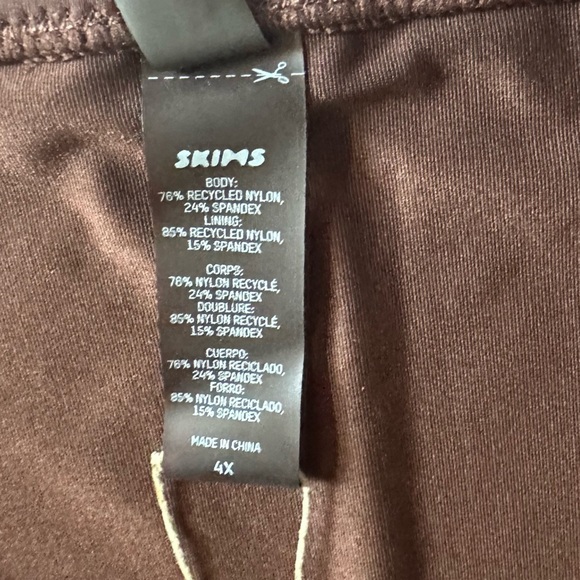 SKIMS
BODY:
76% RECYCLED NYLON,
24% SPANDEX
LINING:
85% RECYCLED NYLON,
15% SPANDEX
CORPS:
76% NYLON RECYCLÉ,
24% SPANDEX
DOUBLURE:
85% NYLON RECYCLÉ,
15% SPANDEX
CUERPO:
76% NYLON RECICLADO,
24% SPANDEX
FORRO:
85% NYLON RECICLADO,
15% SPANDEX
MADE IN CHINA
4X